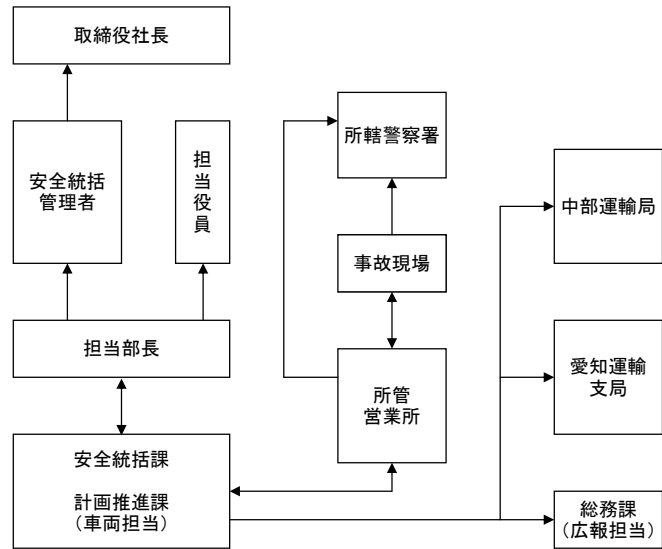 取締役社長
安全統括
管理者
担
当
役
員
担当部長
安全統括課
計画推進課
（車両担当）
所轄警察署
事故現場
所管
営業所
中部運輸局
愛知運輸
支局
総務課
（広報担当）